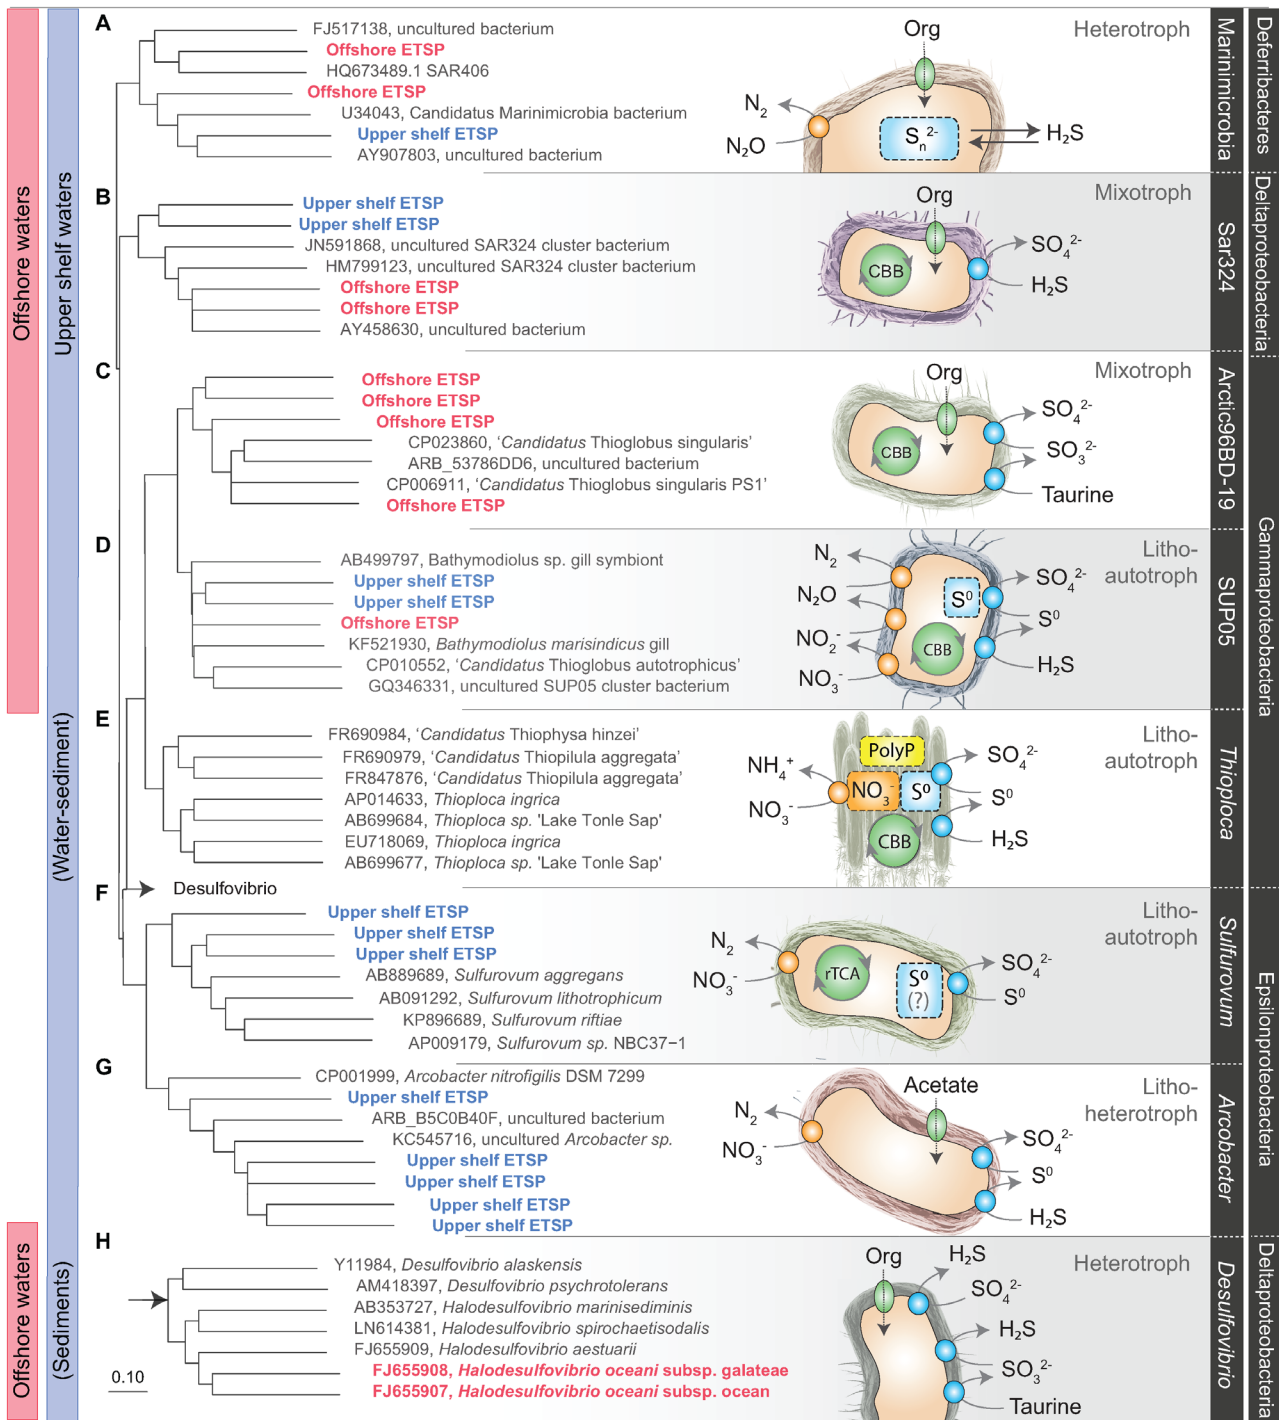 Offshore waters
Upper shelf waters
(Water-sediment)
(Sediments)
Offshore waters
A
FJ517138, uncultured bacterium
Offshore ETSP
HQ673489.1 SAR406
Offshore ETSP
U34043, Candidatus Marinimicrobia bacterium
Upper shelf ETSP
AY907803, uncultured bacterium
Heterotroph
Org
N2
N2O
Sn2-
H2S
Marinimicrobia
Deferribacteres
B
Upper shelf ETSP
Upper shelf ETSP
JN591868, uncultured SAR324 cluster bacterium
HM799123, uncultured SAR324 cluster bacterium
Offshore ETSP
Offshore ETSP
AY458630, uncultured bacterium
Mixotroph
Org
CBB
SO42-
H2S
Sar324
Deltaproteobacteria
C
Offshore ETSP
Offshore ETSP
Offshore ETSP
CP023860, ‘Candidatus Thioglobus singularis’
ARB_53786DD6, uncultured bacterium
CP006911, ‘Candidatus Thioglobus singularis PS1’
Offshore ETSP
Mixotroph
Org
CBB
SO42-
SO32-
Taurine
Arctic96BD-19
Gammaproteobacteria
D
AB499797, Bathymodiolus sp. gill symbiont
Upper shelf ETSP
Upper shelf ETSP
Offshore ETSP
KF521930, Bathymodiolus marisindicus gill
CP010552, ‘Candidatus Thioglobus autotrophicus’
GQ346331, uncultured SUP05 cluster bacterium
Litho-
autotroph
N2
N2O
NO2-
NO3-
S0
CBB
SO42-
S0
H2S
SUP05
E
FR690984, ‘Candidatus Thiophysa hinzei’
FR690979, ‘Candidatus Thiopilula aggregata’
FR847876, ‘Candidatus Thiopilula aggregata’
AP014633, Thioploca ingrica
AB699684, Thioploca sp. 'Lake Tonle Sap'
EU718069, Thioploca ingrica
AB699677, Thioploca sp. 'Lake Tonle Sap'
Desulfovibrio
Litho-
autotroph
PolyP
NH4+
NO3-
NO3-
S0
CBB
SO42-
S0
H2S
Thioploca
F
Upper shelf ETSP
Upper shelf ETSP
Upper shelf ETSP
AB889689, Sulfurovum aggregans
AB091292, Sulfurovum lithotrophicum
KP896689, Sulfurovum riftiae
AP009179, Sulfurovum sp. NBC37−1
Litho-
autotroph
N2
NO3-
rTCA
S0
(?)
SO42-
S0
Sulfurovum
Epsilonproteobacteria
G
CP001999, Arcobacter nitrofigilis DSM 7299
Upper shelf ETSP
ARB_B5C0B40F, uncultured bacterium
KC545716, uncultured Arcobacter sp.
Upper shelf ETSP
Upper shelf ETSP
Upper shelf ETSP
Upper shelf ETSP
Litho-
heterotroph
Acetate
N2
NO3-
SO42-
S0
H2S
Arcobacter
H
Y11984, Desulfovibrio alaskensis
AM418397, Desulfovibrio psychrotolerans
AB353727, Halodesulfovibrio marinisediminis
LN614381, Halodesulfovibrio spirochaetisodalis
FJ655909, Halodesulfovibrio aestuarii
FJ655908, Halodesulfovibrio oceani subsp. galateae
FJ655907, Halodesulfovibrio oceani subsp. ocean
0.10
Heterotroph
Org
H2S
SO42-
H2S
SO32-
Taurine
Desulfovibrio
Deltaproteobacteria